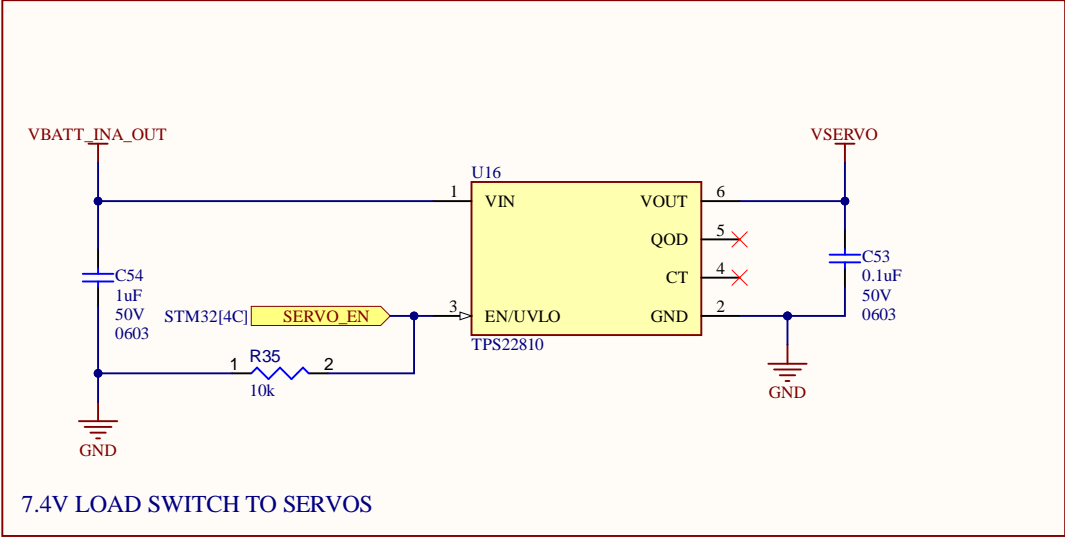 VBATT_INA_OUT
VSERVO
U16
1
VIN
VOUT
6
QOD
5
C53
0.1uF
50V
0603
C54
1uF
50V
0603
CT
4
STM32[4C]
SERVO_EN
3
EN/UVLO
GND
2
TPS22810
1
R35
2
10k
GND
GND
7.4V LOAD SWITCH TO SERVOS